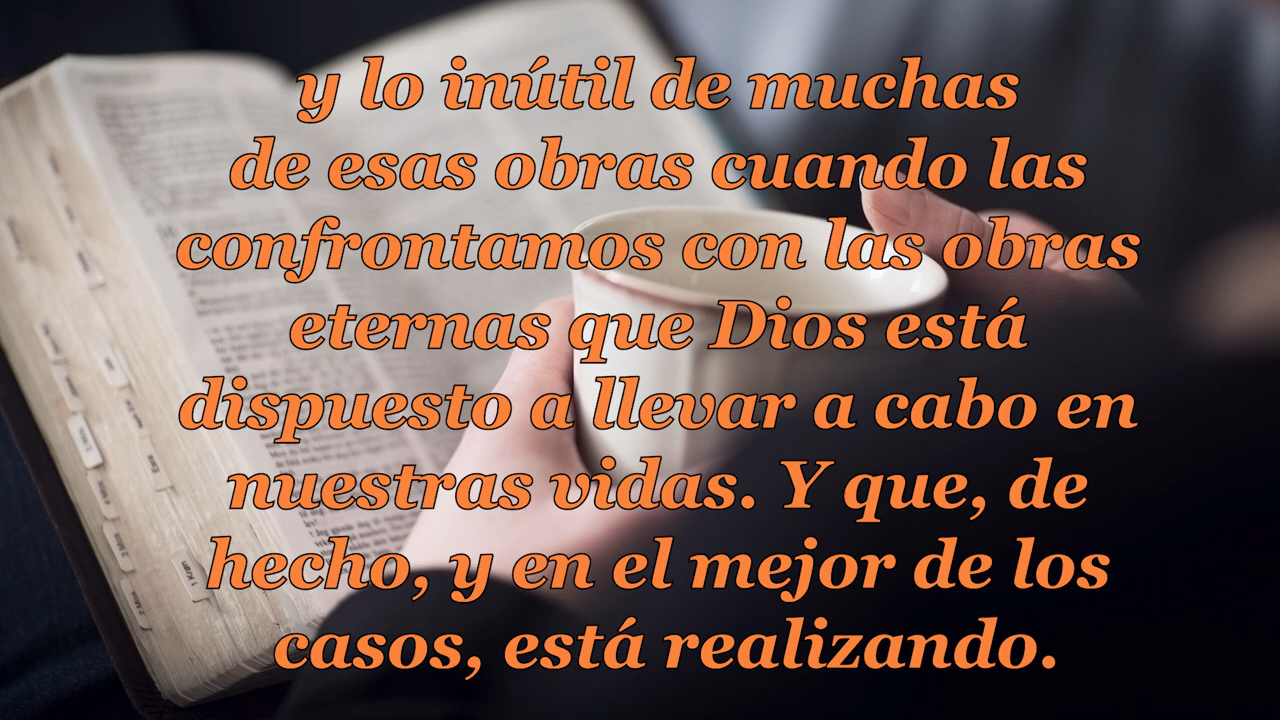 y lo inútil de muchas
de esas obras cuando las
confrontamos con las obras
eternas que Dios está
dispuesto a llevar a cabo en
nuestras vidas. Y que, de
hecho, y en el mejor de los
casos, está realizando.